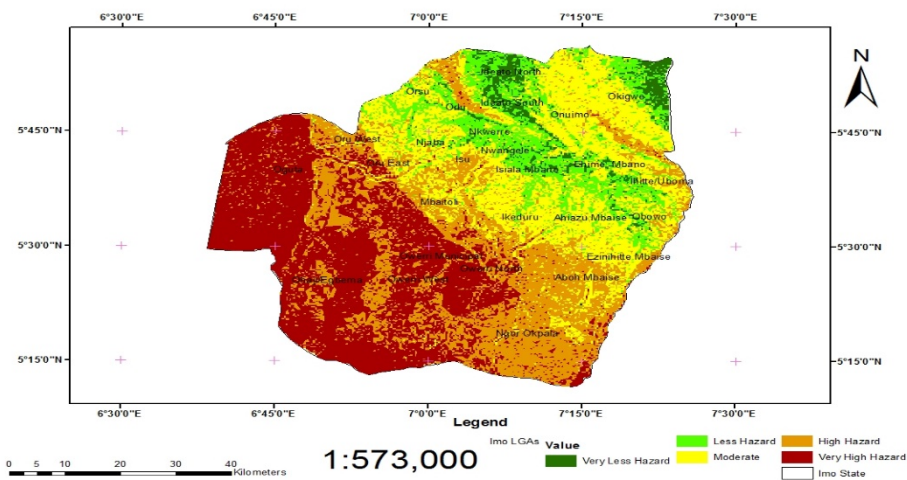 6°30'0"E 6°45'0"E 7°0'0"E 7°15'0"E 7°30'0"E
N
Ideato North
Orsu
Okigwe
Ideato South
Onuimo
5°45'0"N 5°45'0"N
Nkwerre
Oru West
Njaba
Nwangele
Isu
Oru East
Isiala Mbano
Ehime Mbano
Ihitte/Uboma
Mbaitoli
Ikeduru
Ahiazu Mbaise
Obowo
5°30'0"N 5°30'0"N
Ezinihitte Mbaise
Owerri North
Aboh Mbaise
Ngor Okpala
5°15'0"N 5°15'0"N
6°30'0"E 6°45'0"E 7°0'0"E 7°15'0"E 7°30'0"E
Legend
Imo LGAs Value
Very Less Hazard
Less Hazard
Moderate
High Hazard
Very High Hazard
Imo State
1:573,000
0 5 10 20 30 40
Kilometers